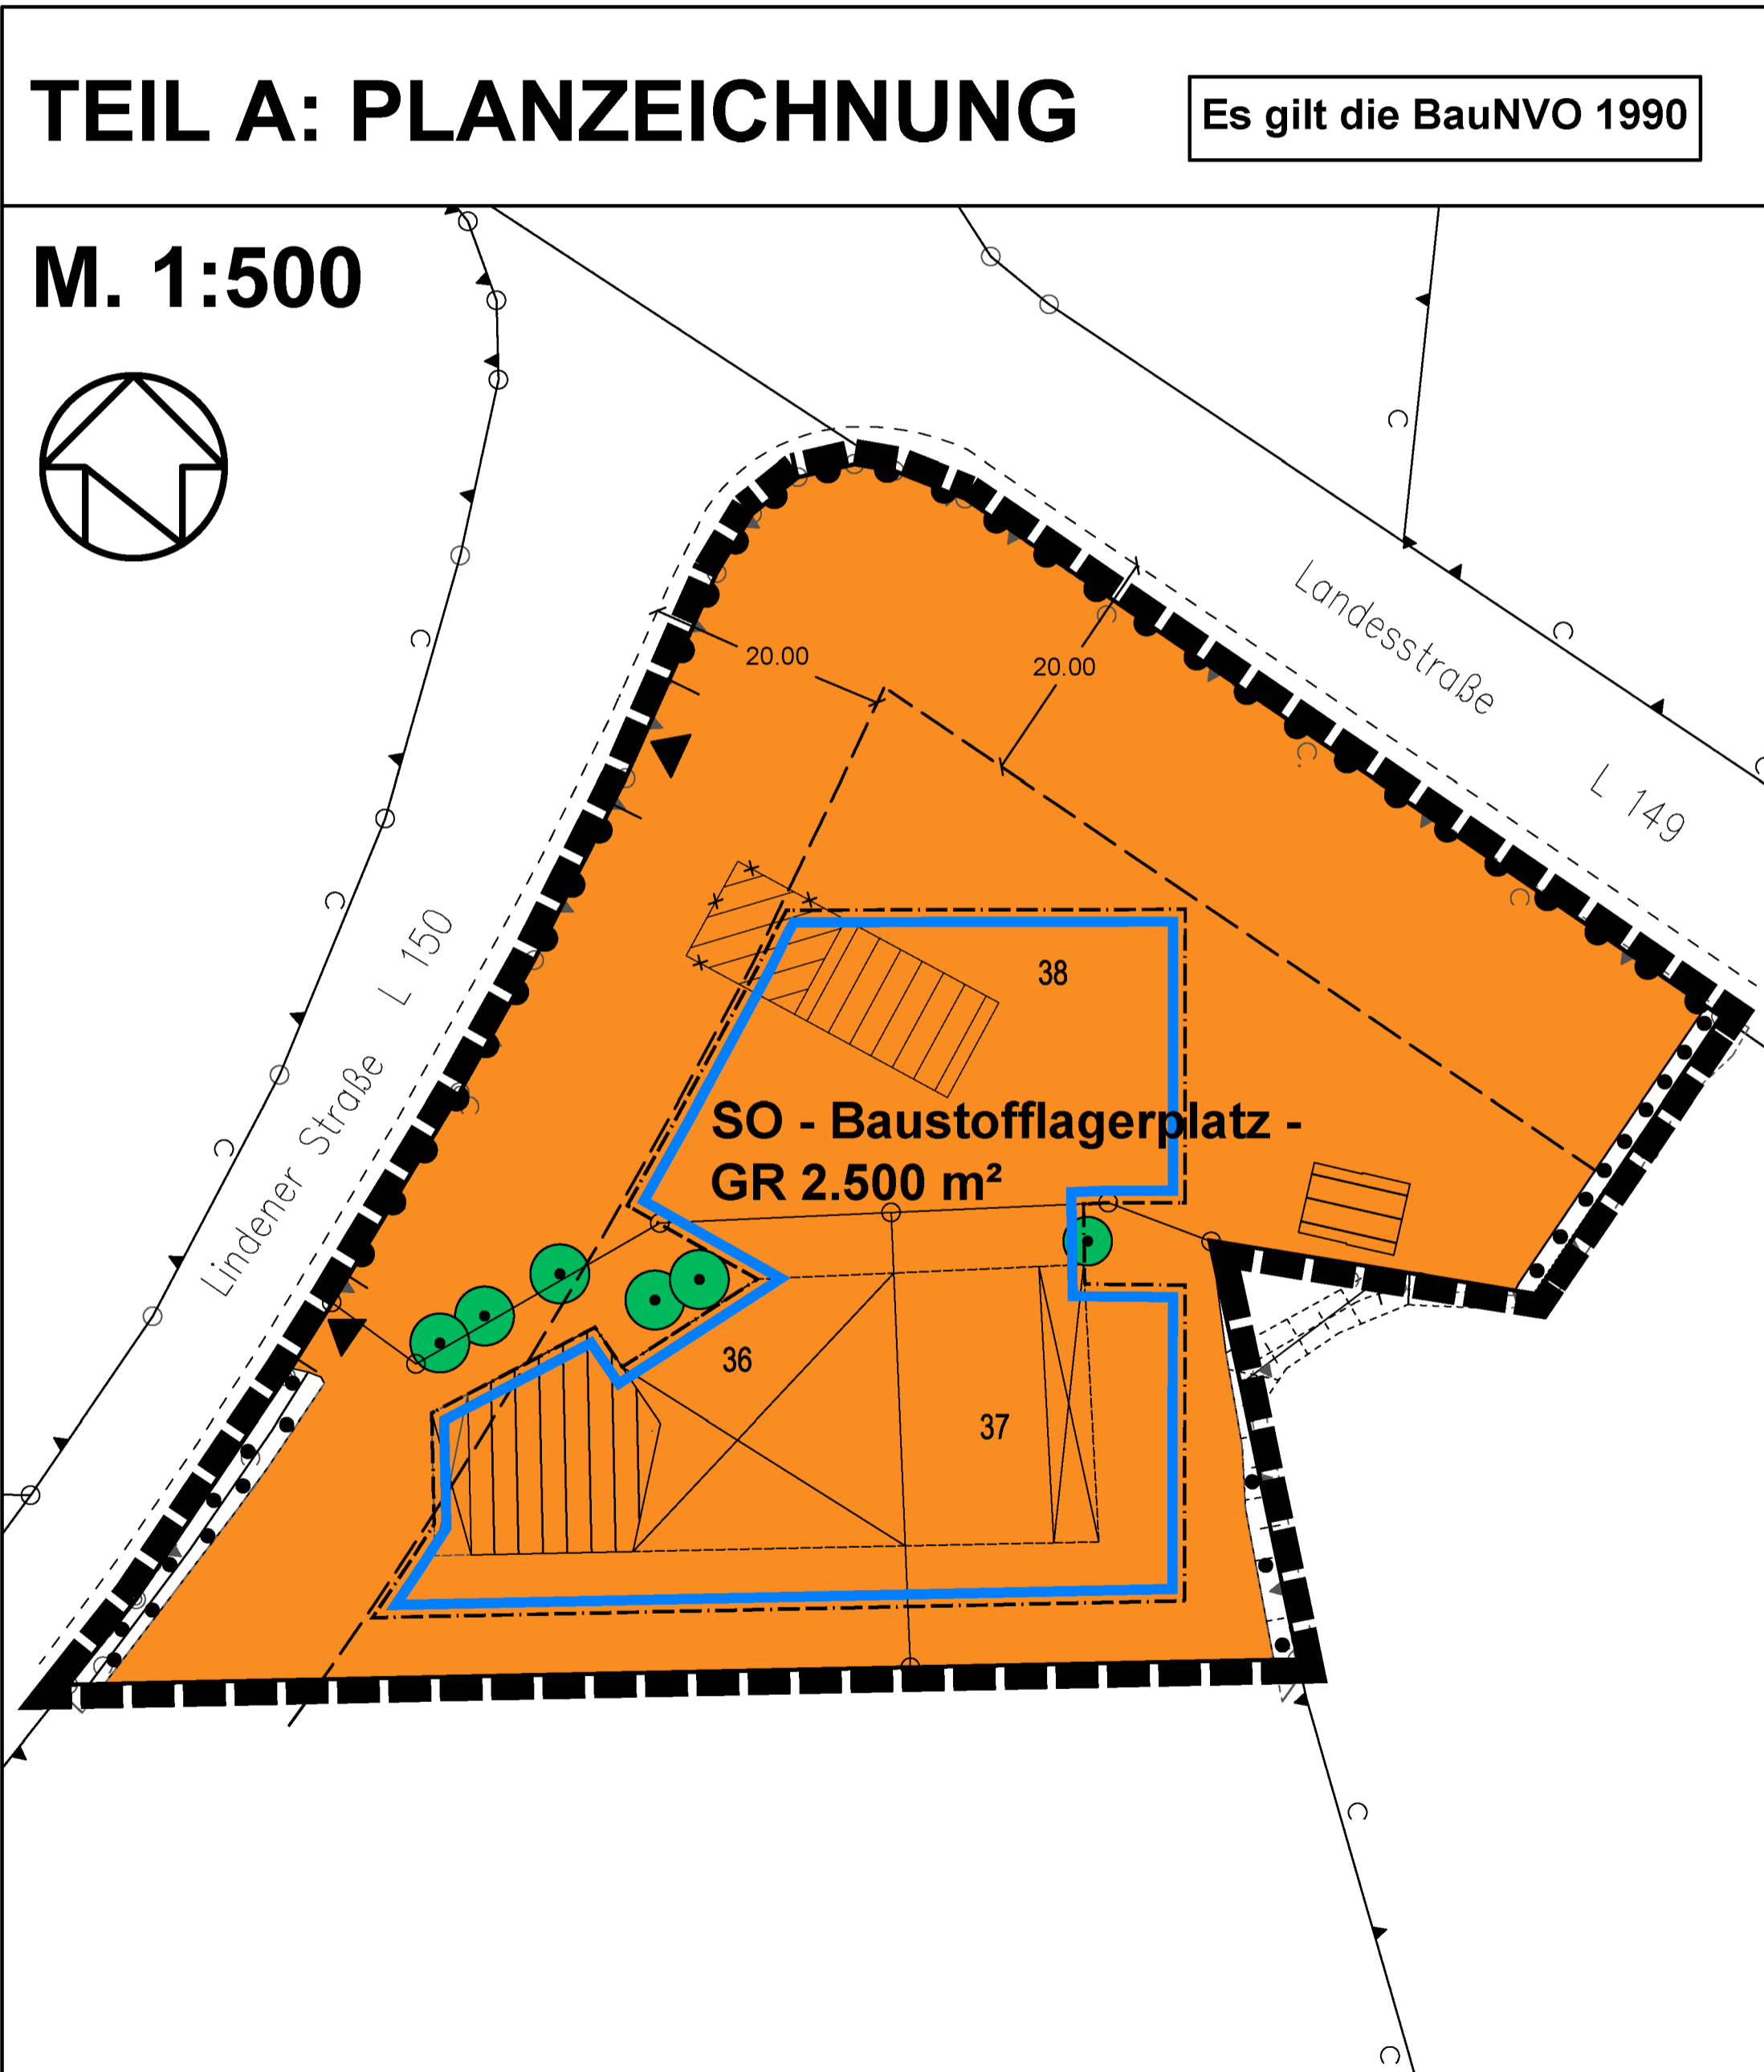 TEIL A: PLANZEICHNUNG
Es gilt die BauNVO 1990
M. 1:500
N
20.00
20.00
Landesstraße
L 149
Lindener Straße
L 150
38
SO - Baustofflagerplatz -
GR 2.500 m²
36
37